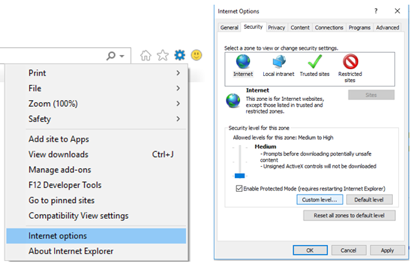 Print
File
Zoom (100%)
Safety
Add site to Apps
View downloads Ctrl+J
Manage add-ons
F12 Developer Tools
Go to pinned sites
Compatibility View settings
Internet options
About Internet Explorer
Internet Options
General Security Privacy Content Connections Programs Advanced
Select a zone to view or change security settings.
Internet Local intranet Trusted sites Restricted
sites
Internet
Sites
This zone is for Internet websites,
except those listed in trusted and
restricted zones.
Security level for this zone
Allowed levels for this zone: Medium to High
Medium
- Prompts before downloading potentially unsafe
content
- Unsigned ActiveX controls will not be downloaded
Enable Protected Mode (requires restarting Internet Explorer)
Custom level... Default level
Reset all zones to default level
OK Cancel Apply